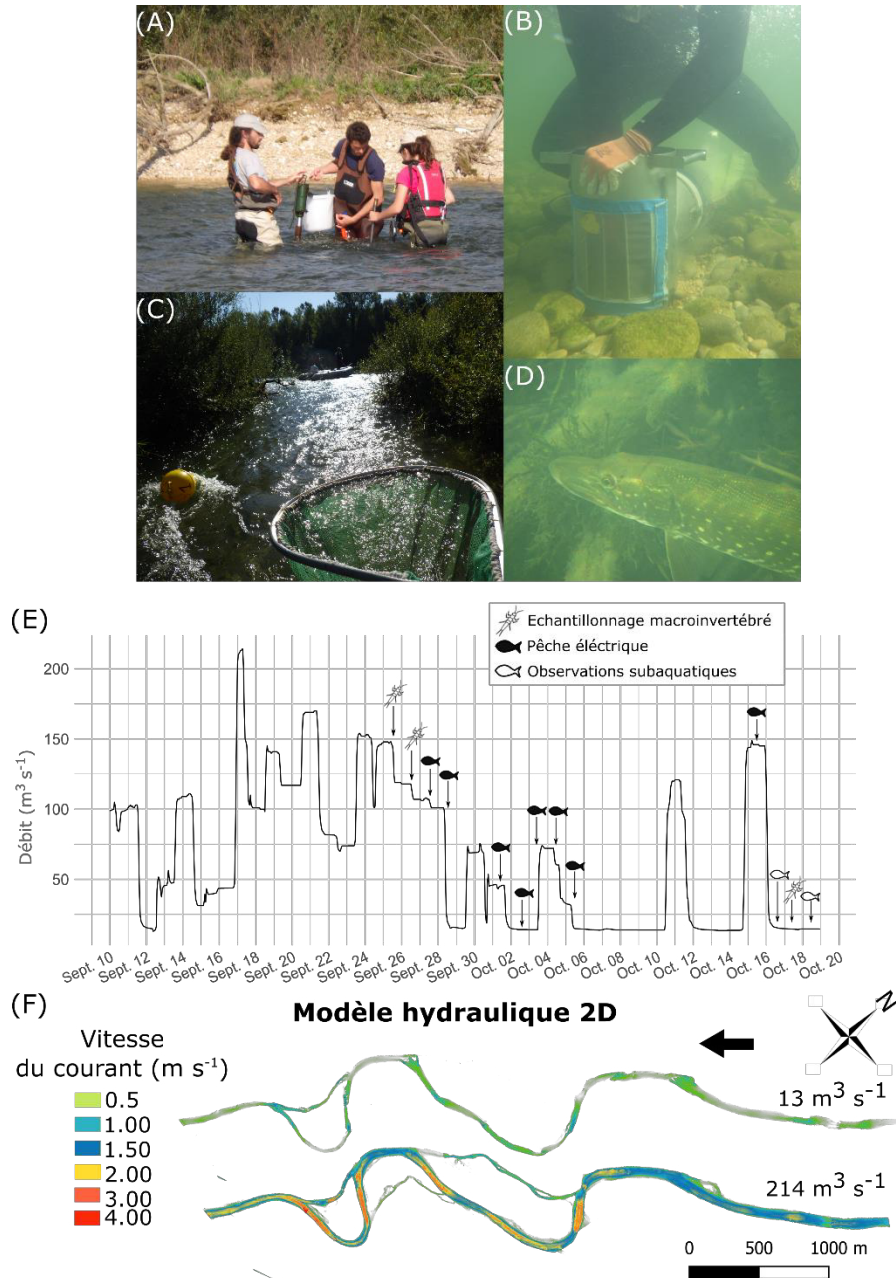 (A)
(B)
(C)
(D)
(E)
Echantillonnage macroinvertébré
Pêche éléctrique
Observations subaquatiques
Débit (m³ s⁻¹)
200
150
100
50
Sept. 10
Sept. 12
Sept. 14
Sept. 16
Sept. 18
Sept. 20
Sept. 22
Sept. 24
Sept. 26
Sept. 28
Sept. 30
Oct. 02
Oct. 04
Oct. 06
Oct. 08
Oct. 10
Oct. 12
Oct. 14
Oct. 16
Oct. 18
Oct. 20
(F)
Modèle hydraulique 2D
N
Vitesse
du courant (m s⁻¹)
0.5
1.00
1.50
2.00
3.00
4.00
13 m³ s⁻¹
214 m³ s⁻¹
0 500 1000 m